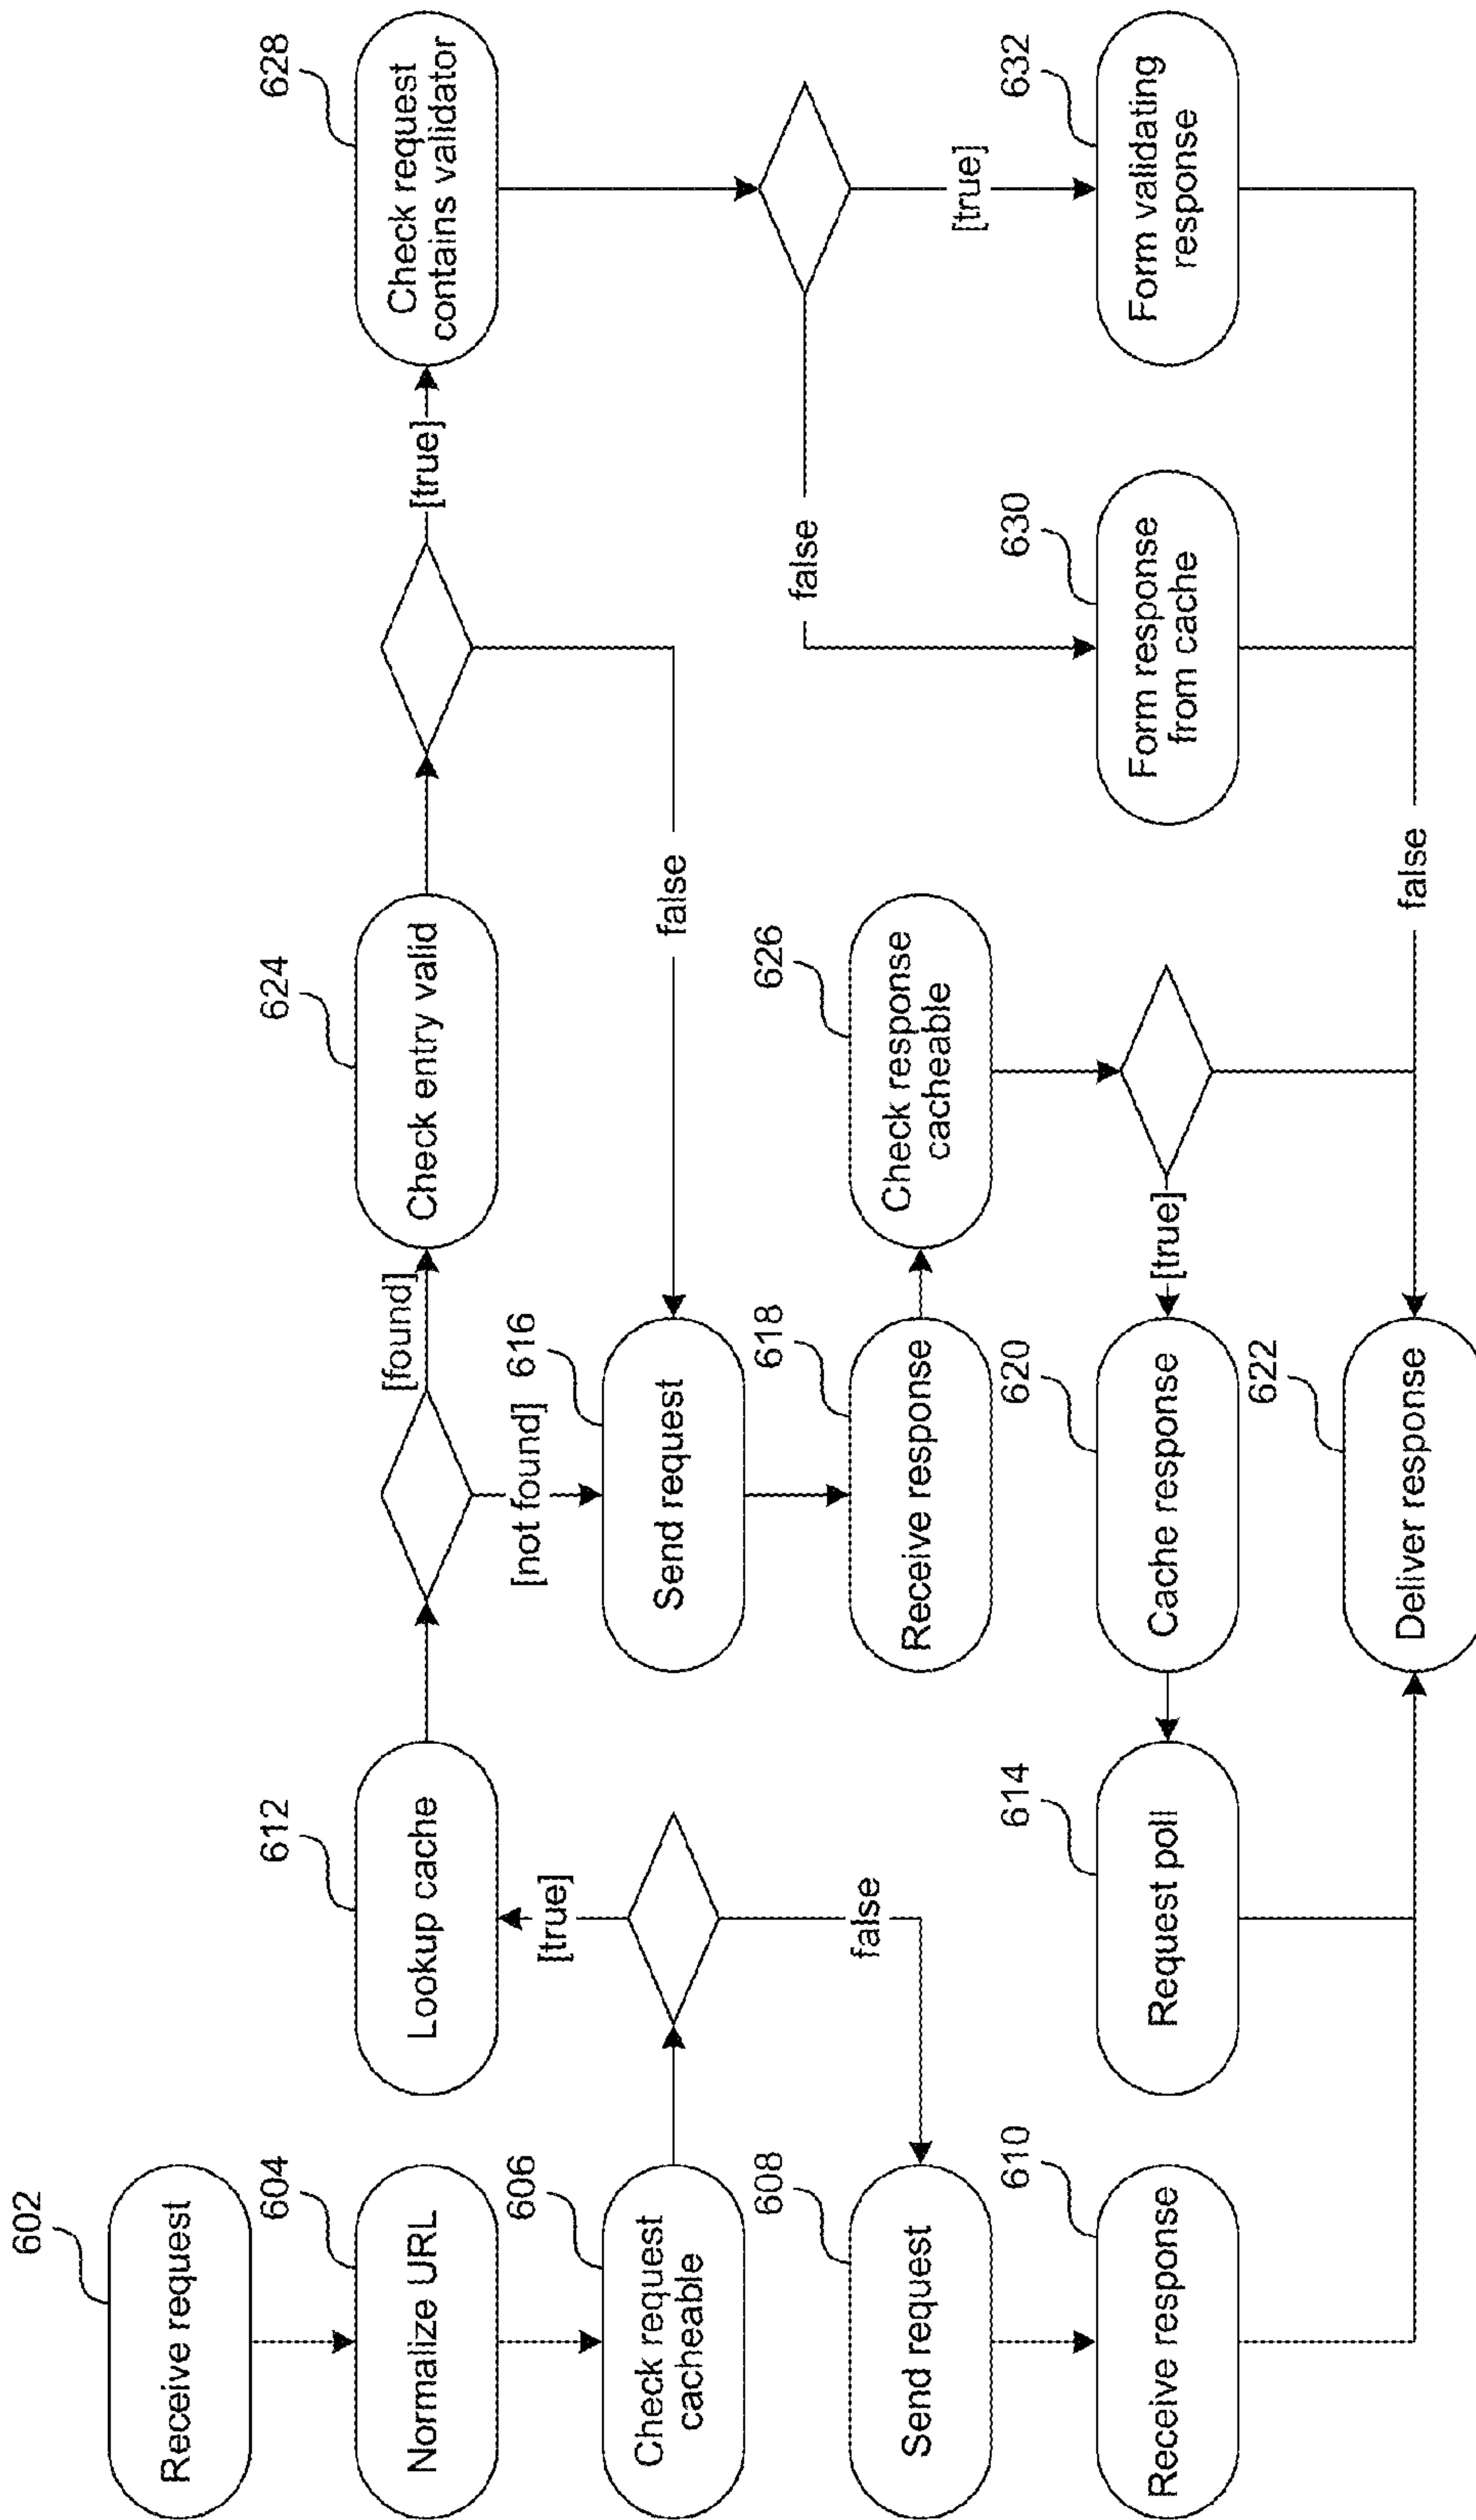 602
Receive request
604
Normalize URL
606
Check request
cacheable
608
Send request
610
Receive response
612
Lookup cache
[true]
false
614
Request poll
[found]
[not found]
616
Send request
618
Receive response
620
Cache response
622
Deliver response
624
Check entry valid
false
626
Check response
cacheable
[true]
false
[true]
628
Check request
contains validator
false
[true]
630
Form response
from cache
632
Form validating
response